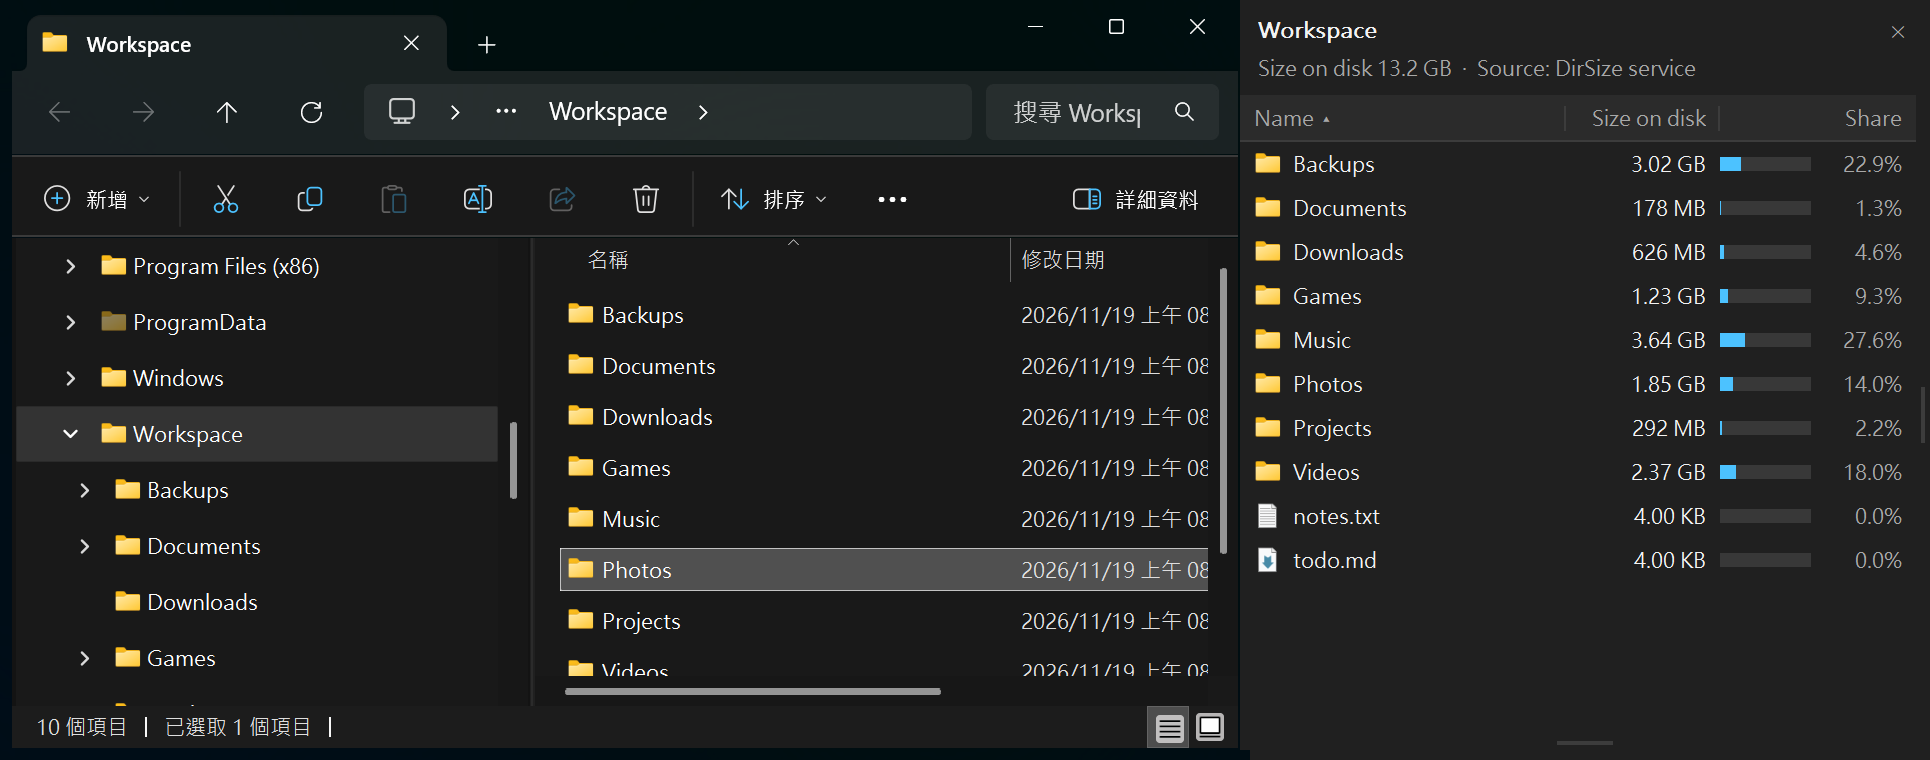 Workspace
Workspace
搜尋 Works
新增
排序
詳細資料
Program Files (x86)
ProgramData
Windows
Workspace
Backups
Documents
Downloads
Games
名稱 修改日期
Backups 2026/11/19 上午 08
Documents 2026/11/19 上午 08
Downloads 2026/11/19 上午 08
Games 2026/11/19 上午 08
Music 2026/11/19 上午 08
Photos 2026/11/19 上午 08
Projects 2026/11/19 上午 08
Videos 2026/11/19 上午 08
10 個項目 已選取 1 個項目
Workspace
Size on disk 13.2 GB · Source: DirSize service
Name Size on disk Share
Backups 3.02 GB 22.9%
Documents 178 MB 1.3%
Downloads 626 MB 4.6%
Games 1.23 GB 9.3%
Music 3.64 GB 27.6%
Photos 1.85 GB 14.0%
Projects 292 MB 2.2%
Videos 2.37 GB 18.0%
notes.txt 4.00 KB 0.0%
todo.md 4.00 KB 0.0%